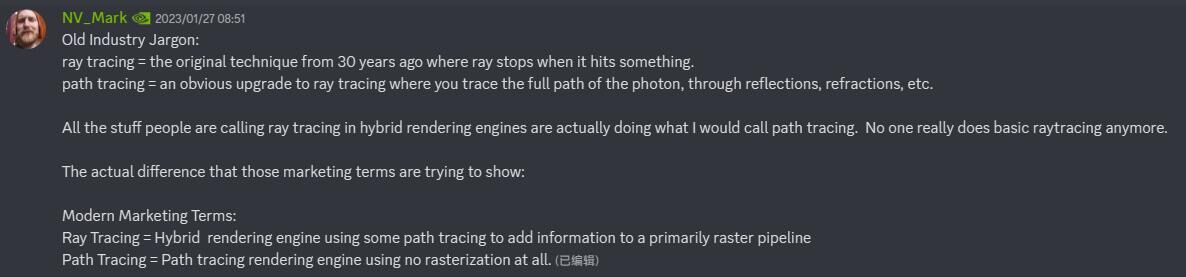 NV_Mark 2023/01/27 08:51
Old Industry Jargon:
ray tracing = the original technique from 30 years ago where ray stops when it hits something.
path tracing = an obvious upgrade to ray tracing where you trace the full path of the photon, through reflections, refractions, etc.
All the stuff people are calling ray tracing in hybrid rendering engines are actually doing what I would call path tracing.  No one really does basic raytracing anymore.
The actual difference that those marketing terms are trying to show:
Modern Marketing Terms:
Ray Tracing = Hybrid  rendering engine using some path tracing to add information to a primarily raster pipeline
Path Tracing = Path tracing rendering engine using no rasterization at all. (已编辑)